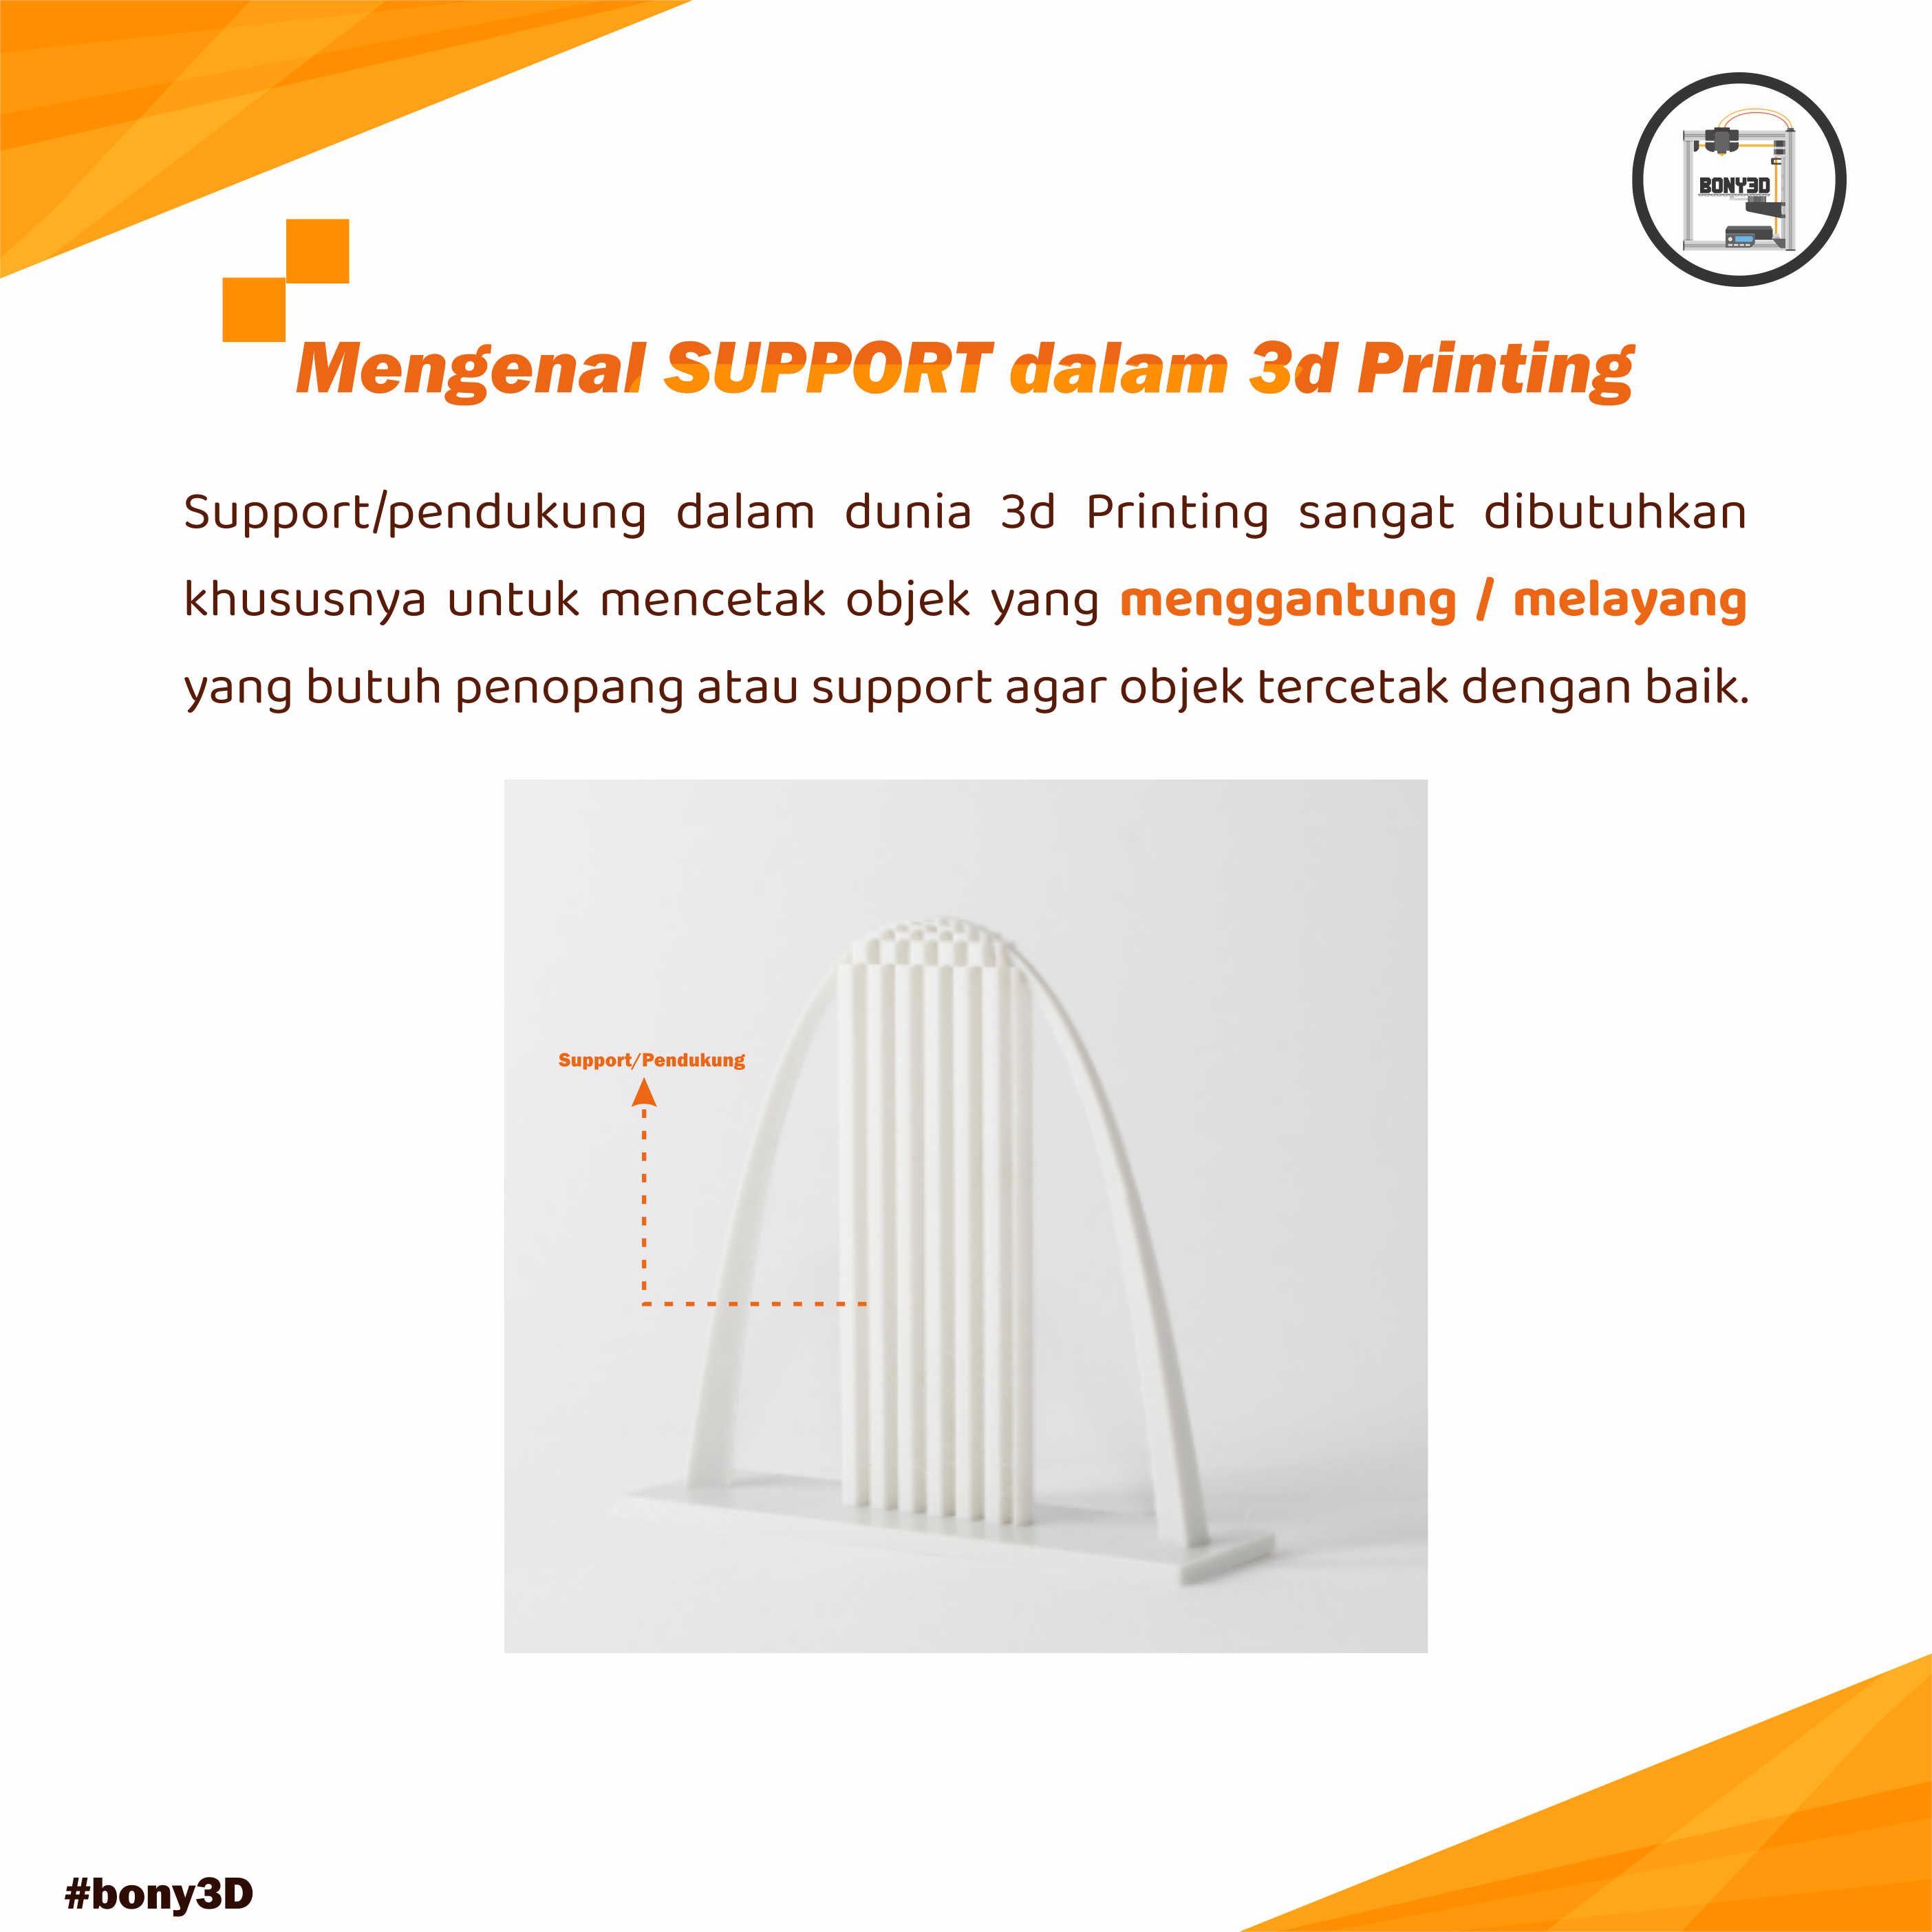 BONY3D
Mengenal SUPPORT dalam 3d Printing
Support/pendukung dalam dunia 3d Printing sangat dibutuhkan
khususnya untuk mencetak objek yang menggantung / melayang
yang butuh penopang atau support agar objek tercetak dengan baik.
Support/Pendukung
#bony3D